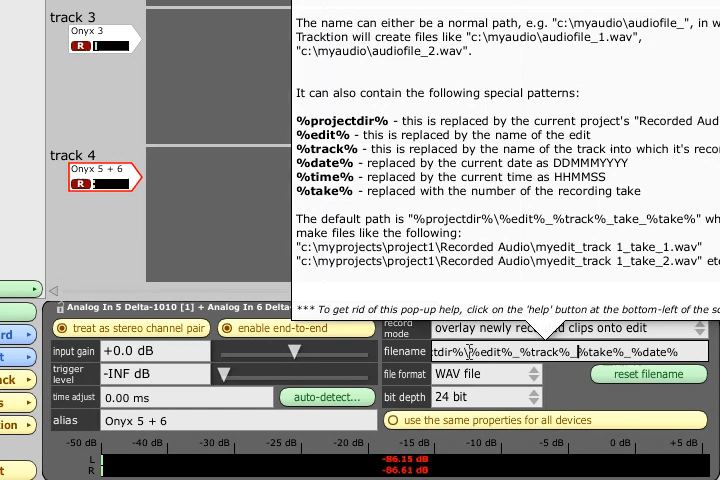 track 3
Onyx 3
R
track 4
Onyx 5 + 6
R
The name can either be a normal path, e.g. "c:\myaudio\audiofile_", in w
Tracktion will create files like "c:\myaudio\audiofile_1.wav",
"c:\myaudio\audiofile_2.wav".
It can also contain the following special patterns:
%projectdir% - this is replaced by the current project's "Recorded Aud
%edit% - this is replaced by the name of the edit
%track% - this is replaced by the name of the track into which it's reco
%date% - replaced by the current date as DDMMMYYYY
%time% - replaced by the current time as HHMMSS
%take% - replaced with the number of the recording take
The default path is "%projectdir%\%edit%_%track%_take_%take%" wh
make files like the following:
"c:\myprojects\project1\Recorded Audio\myedit_track 1_take_1.wav"
"c:\myprojects\project1\Recorded Audio\myedit_track 1_take_2.wav" etc
*** To get rid of this pop-up help, click on the 'help' button at the bottom-left of the sc
Analog In 5 Delta-1010 [1] + Analog In 6 Delta-
treat as stereo channel pair
enable end-to-end
input gain
+0.0 dB
trigger level
-INF dB
time adjust
0.00 ms
auto-detect...
alias
Onyx 5 + 6
record mode
overlay newly recorded clips onto edit
filename
tdir%\%edit%_%track%_%take%_%date%
file format
WAV file
reset filename
bit depth
24 bit
use the same properties for all devices
rd
t
ck
s
tion
t
-50 dB -40 dB -30 dB -25 dB -20 dB -15 dB -10 dB -5 dB 0 dB +5 dB
L -86.15 dB
R -86.61 dB